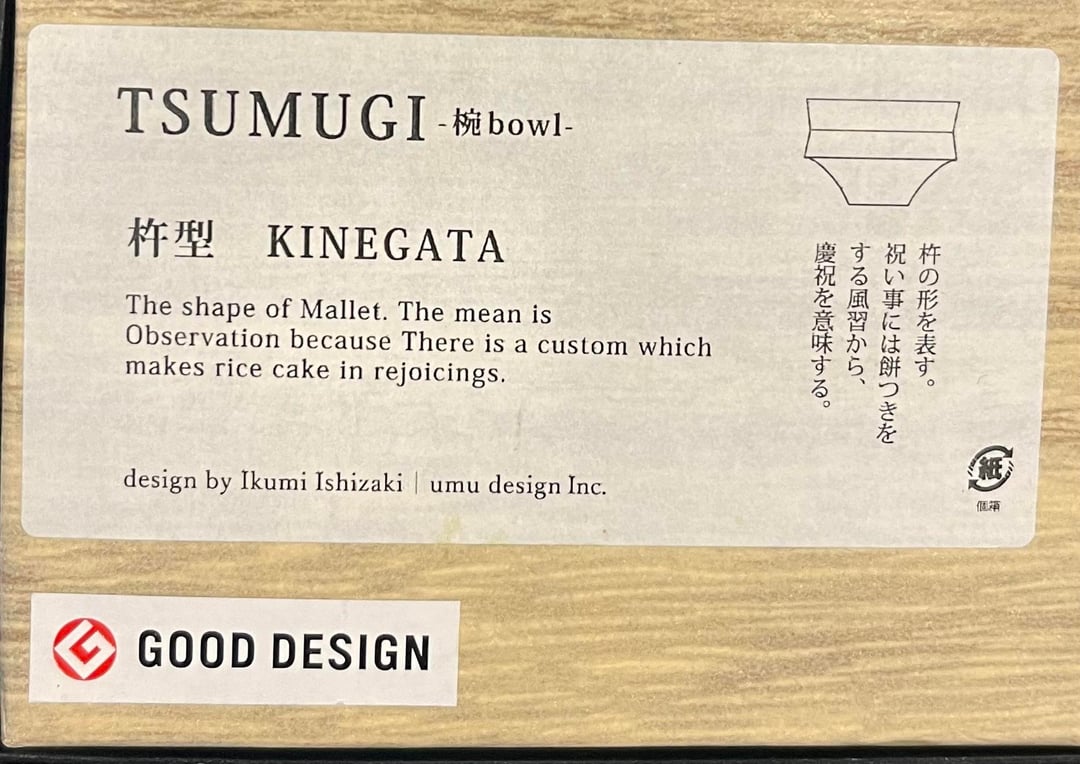 TSUMUGI -椀bowl-
杵型 KINEGATA
The shape of Mallet. The mean is
Observation because There is a custom which
makes rice cake in rejoicings.
design by Ikumi Ishizaki | umu design Inc.
杵の形を表す。
祝い事には餅つきを
する風習から、
慶祝を意味する。
紙
個箱
GOOD DESIGN